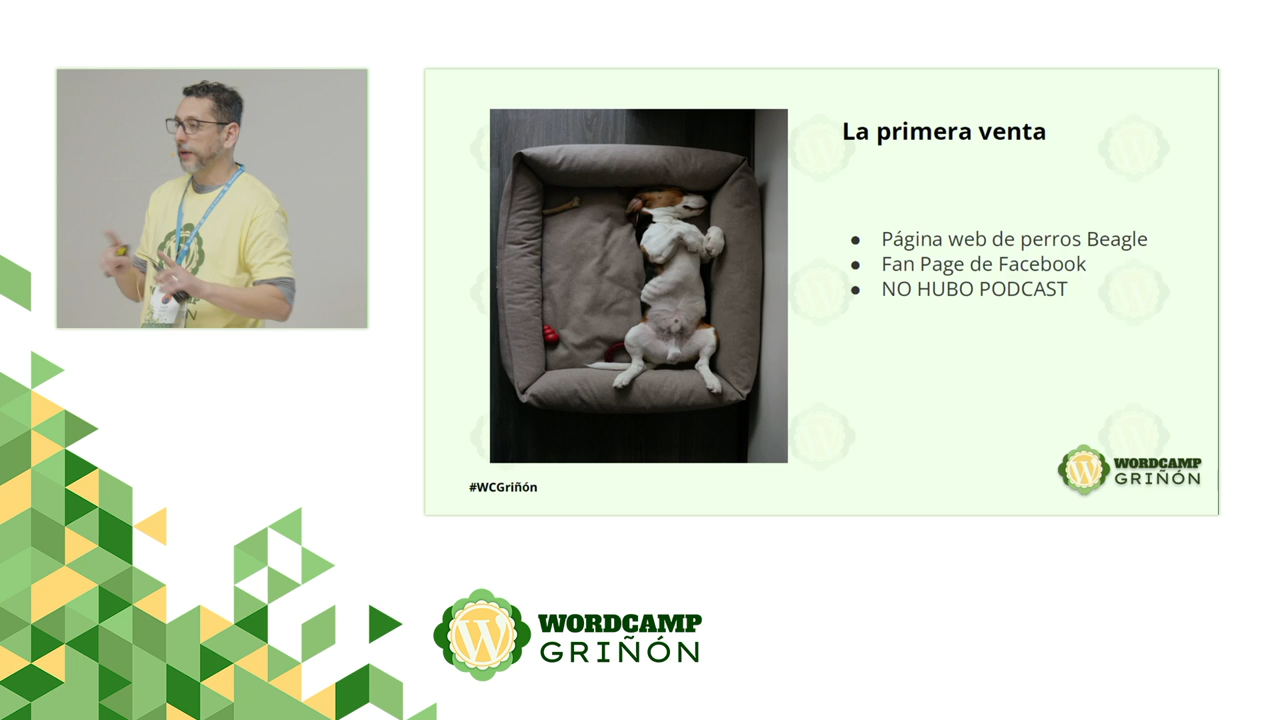 La primera venta
● Página web de perros Beagle
● Fan Page de Facebook
● NO HUBO PODCAST
#WCGriñón
WORDCAMP
GRIÑÓN
WORDCAMP
GRIÑÓN